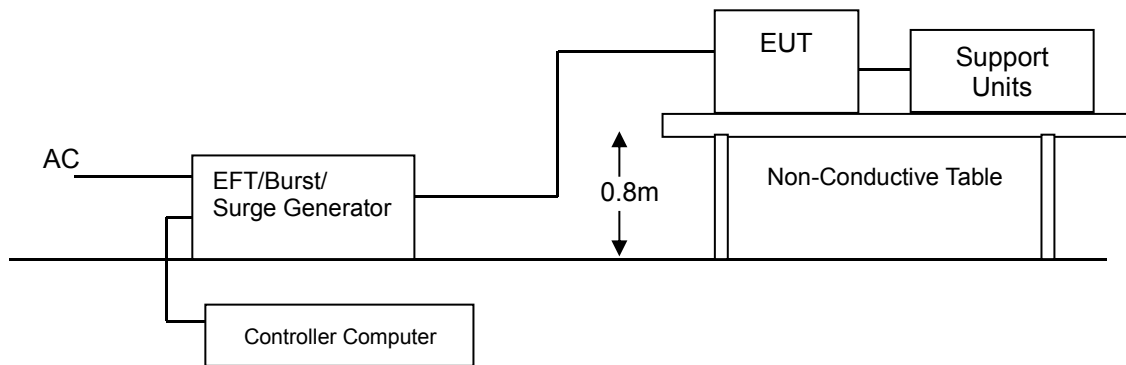 EUT
Support
Units
AC
EFT/Burst/
Surge Generator
0.8m
Non-Conductive Table
Controller Computer